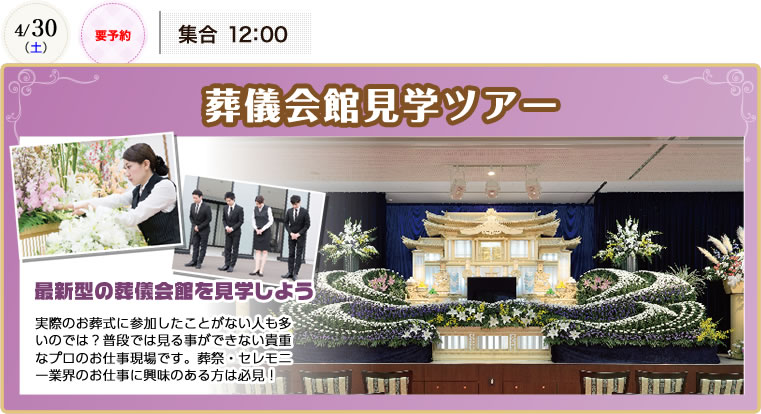 4/30
(土)
要予約
集合 12:00
葬儀会館見学ツアー
最新型の葬儀会館を見学しよう
実際のお葬式に参加したことがない人も多
いのでは？普段では見る事ができない貴重
なプロのお仕事現場です。葬祭・セレモニ
ー業界のお仕事に興味のある方は必見！